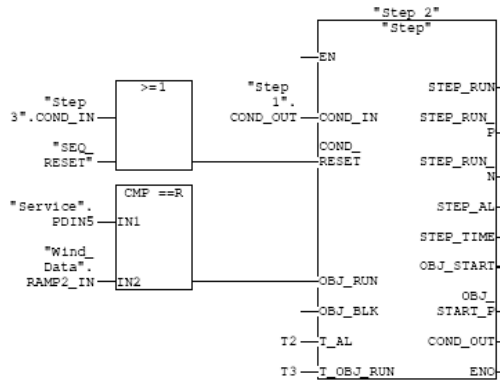 "Step 2"
"Step"
EN
>=1
"Step
3".COND_IN
"SEQ_
RESET"
"Step
1".
COND_OUT
COND_IN
COND_
RESET
CMP ==R
"Service".
PDIN5
IN1
"Wind_
Data".
RAMP2_IN
IN2
OBJ_RUN
OBJ_BLK
T2
T_AL
T3
T_OBJ_RUN
STEP_RUN
STEP_RUN_
P
STEP_RUN_
N
STEP_AL
STEP_TIME
OBJ_START
OBJ_
START_P
COND_OUT
ENO